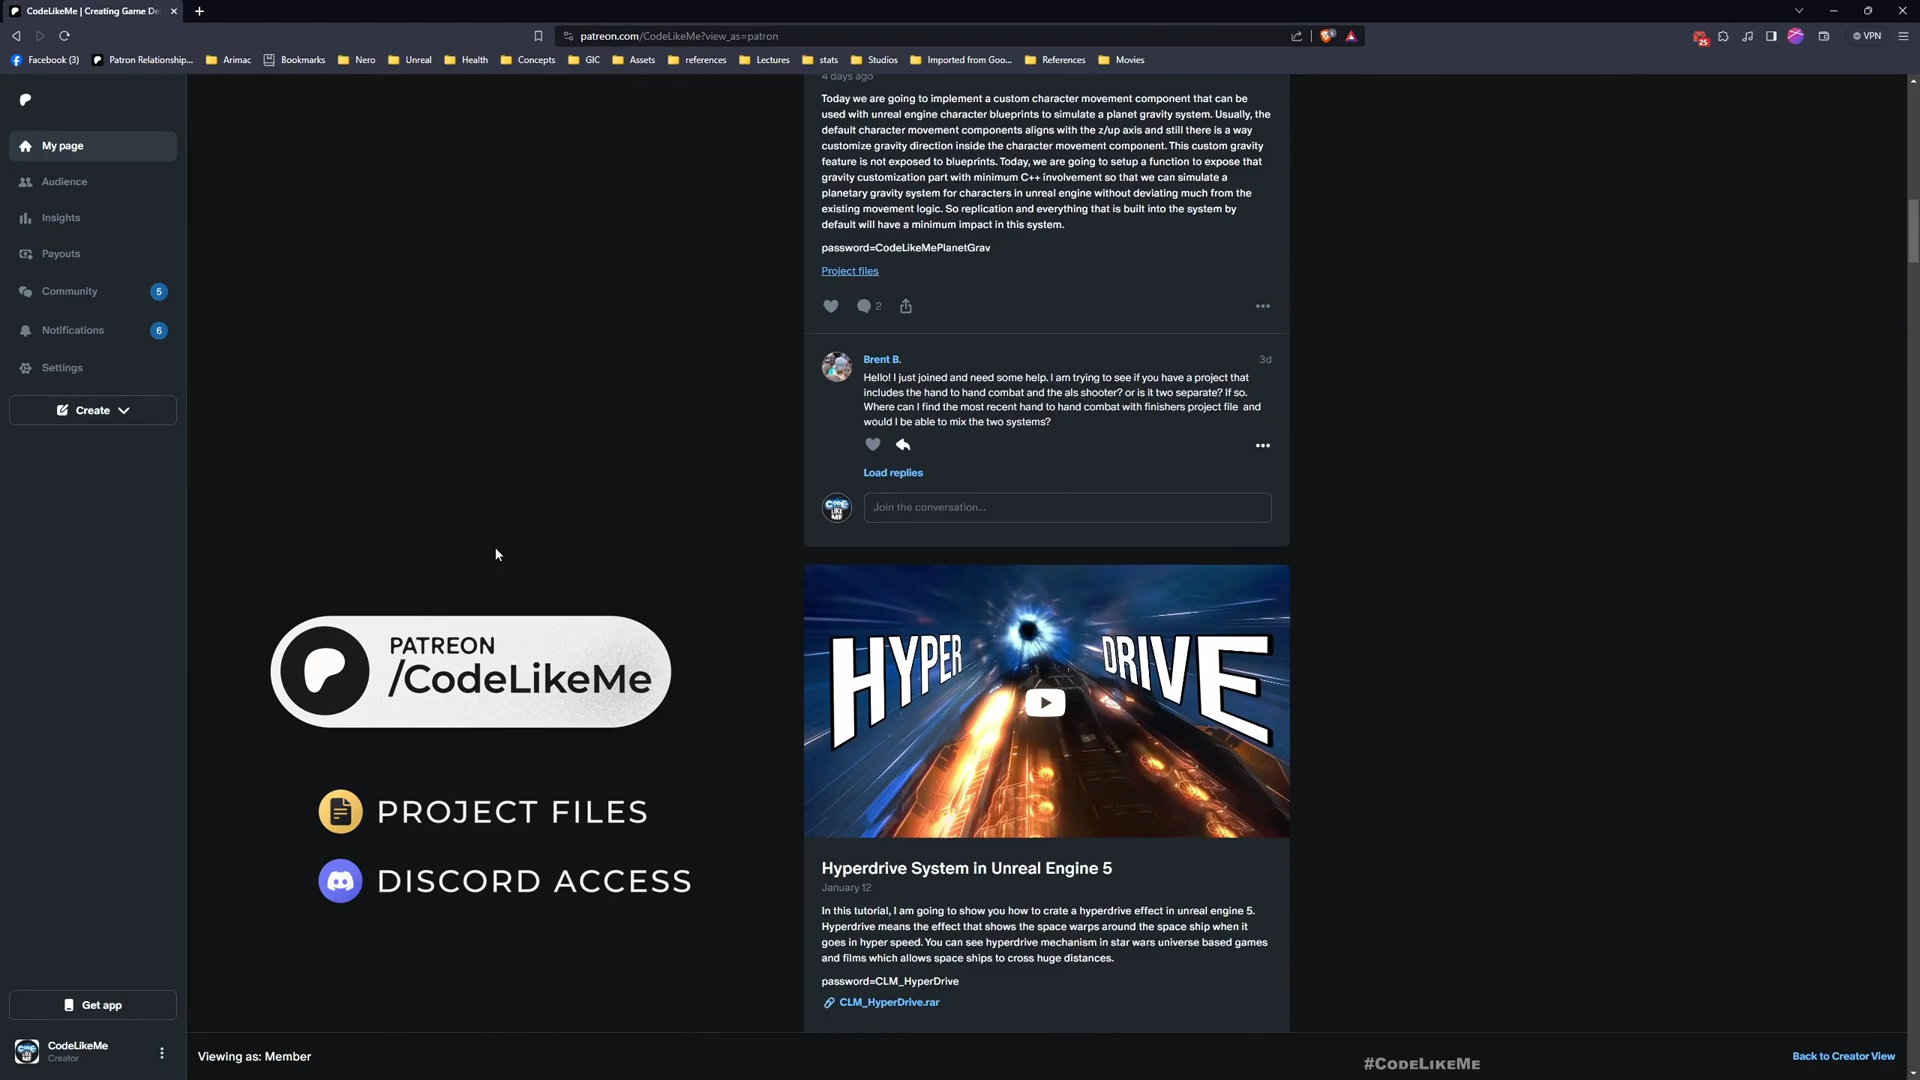 CodeLikeMe | Creating Game De
patreon.com/CodeLikeMe?view_as=patron
25
VPN
Facebook (3)
Patron Relationship...
Arimac
Bookmarks
Nero
Unreal
Health
Concepts
GIC
Assets
references
Lectures
stats
Studios
Imported from Goo...
References
Movies
My page
Audience
Insights
Payouts
Community
5
Notifications
6
Settings
Create
4 days ago
Today we are going to implement a custom character movement component that can be
used with unreal engine character blueprints to simulate a planet gravity system. Usually, the
default character movement components aligns with the z/up axis and still there is a way
customize gravity direction inside the character movement component. This custom gravity
feature is not exposed to blueprints. Today, we are going to setup a function to expose that
gravity customization part with minimum C++ involvement so that we can simulate a
planetary gravity system for characters in unreal engine without deviating much from the
existing movement logic. So replication and everything that is built into the system by
default will have a minimum impact in this system.
password=CodeLikeMePlanetGrav
Project files
2
Brent B.
3d
Hello! I just joined and need some help. I am trying to see if you have a project that
includes the hand to hand combat and the als shooter? or is it two separate? If so.
Where can I find the most recent hand to hand combat with finishers project file and
would I be able to mix the two systems?
Load replies
CODE
LIKE
ME
Join the conversation...
PATREON
/CodeLikeMe
PROJECT FILES
DISCORD ACCESS
HYPER DRIVE
Hyperdrive System in Unreal Engine 5
January 12
In this tutorial, I am going to show you how to crate a hyperdrive effect in unreal engine 5.
Hyperdrive means the effect that shows the space warps around the space ship when it
goes in hyper speed. You can see hyperdrive mechanism in star wars universe based games
and films which allows space ships to cross huge distances.
password=CLM_HyperDrive
CLM_HyperDrive.rar
Get app
CodeLikeMe
Creator
Viewing as: Member
#CodeLikeMe
Back to Creator View